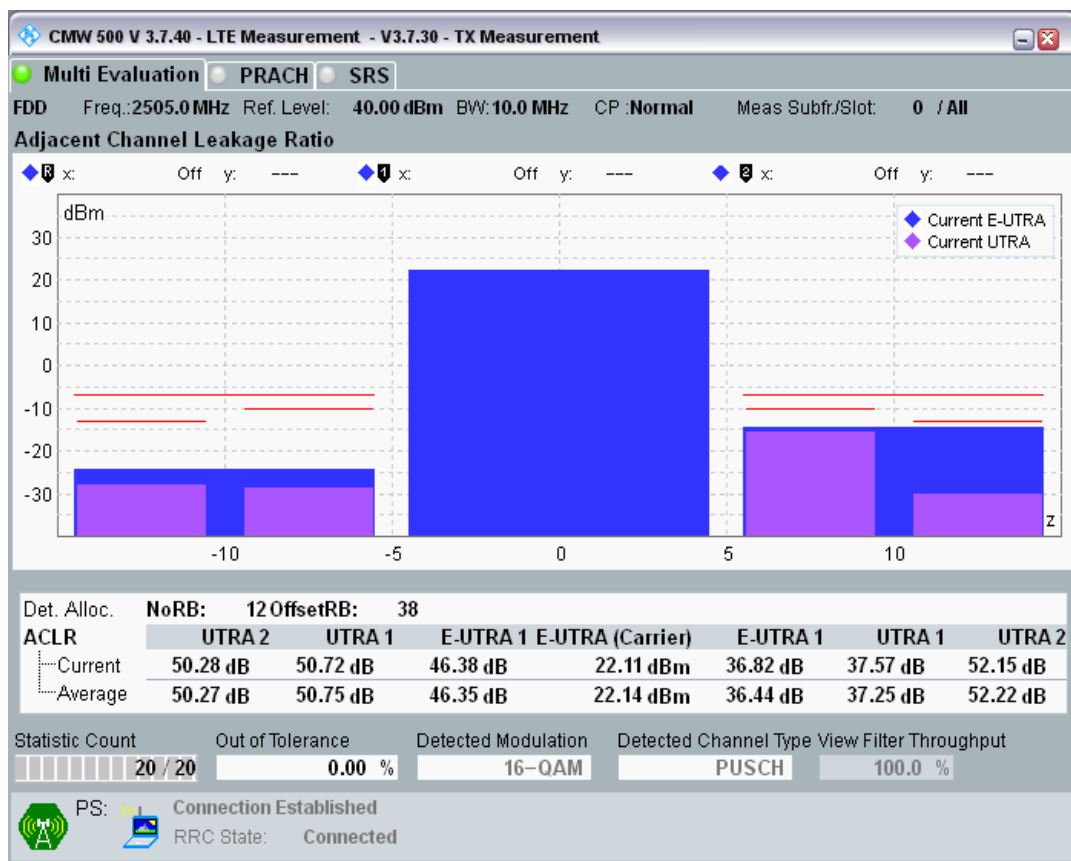 CMW 500 V 3.7.40 - LTE Measurement - V3.7.30 - TX Measurement
Multi Evaluation PRACH SRS
FDD Freq.:2505.0 MHz Ref. Level: 40.00 dBm BW:10.0 MHz CP :Normal Meas Subfr./Slot: 0 / All
Adjacent Channel Leakage Ratio
R x: Off y: --- 1 x: Off y: --- 2 x: Off y: ---
dBm
Current E-UTRA
Current UTRA
30
20
10
0
-10
-20
-30
z
-10 -5 0 5 10
Det. Alloc. NoRB: 12 OffsetRB: 38
ACLR UTRA 2 UTRA 1 E-UTRA 1 E-UTRA (Carrier) E-UTRA 1 UTRA 1 UTRA 2
Current 50.28 dB 50.72 dB 46.38 dB 22.11 dBm 36.82 dB 37.57 dB 52.15 dB
Average 50.27 dB 50.75 dB 46.35 dB 22.14 dBm 36.44 dB 37.25 dB 52.22 dB
Statistic Count Out of Tolerance Detected Modulation Detected Channel Type View Filter Throughput
20 / 20 0.00 % 16-QAM PUSCH 100.0 %
PS: Connection Established
RRC State: Connected